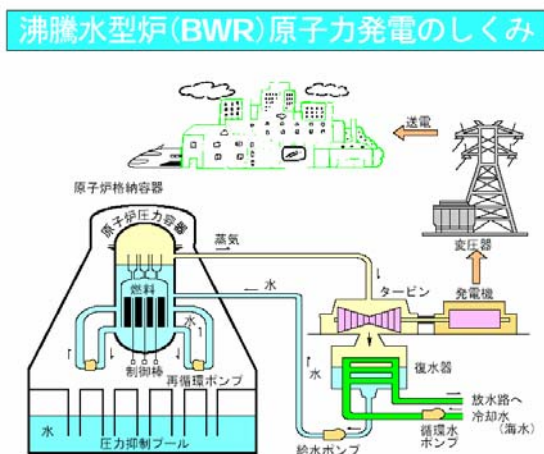 沸騰水型炉(BWR)原子力発電のしくみ
送電
原子炉格納容器
原子炉圧力容器
変圧器
蒸気
タービン
発電機
燃料
水
水
制御棒
再循環ポンプ
水
復水器
放水路へ
冷却水
(海水)
循環水
ポンプ
水
圧力抑制プール
給水ポンプ